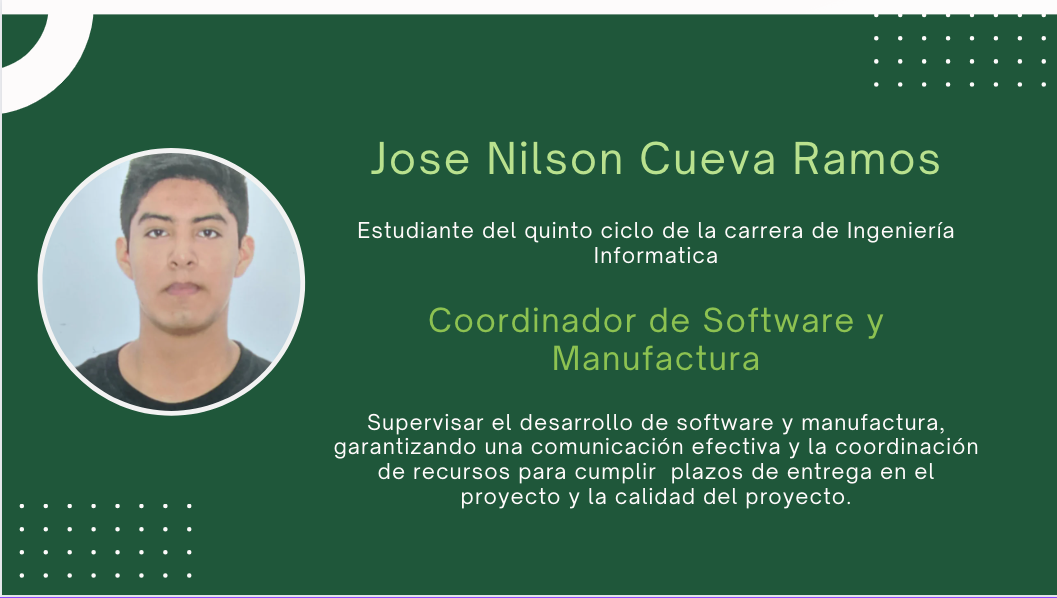 Jose Nilson Cueva Ramos
Estudiante del quinto ciclo de la carrera de Ingeniería
Informatica
Coordinador de Software y
Manufactura
Supervisar el desarrollo de software y manufactura,
garantizando una comunicación efectiva y la coordinación
de recursos para cumplir  plazos de entrega en el
proyecto y la calidad del proyecto.